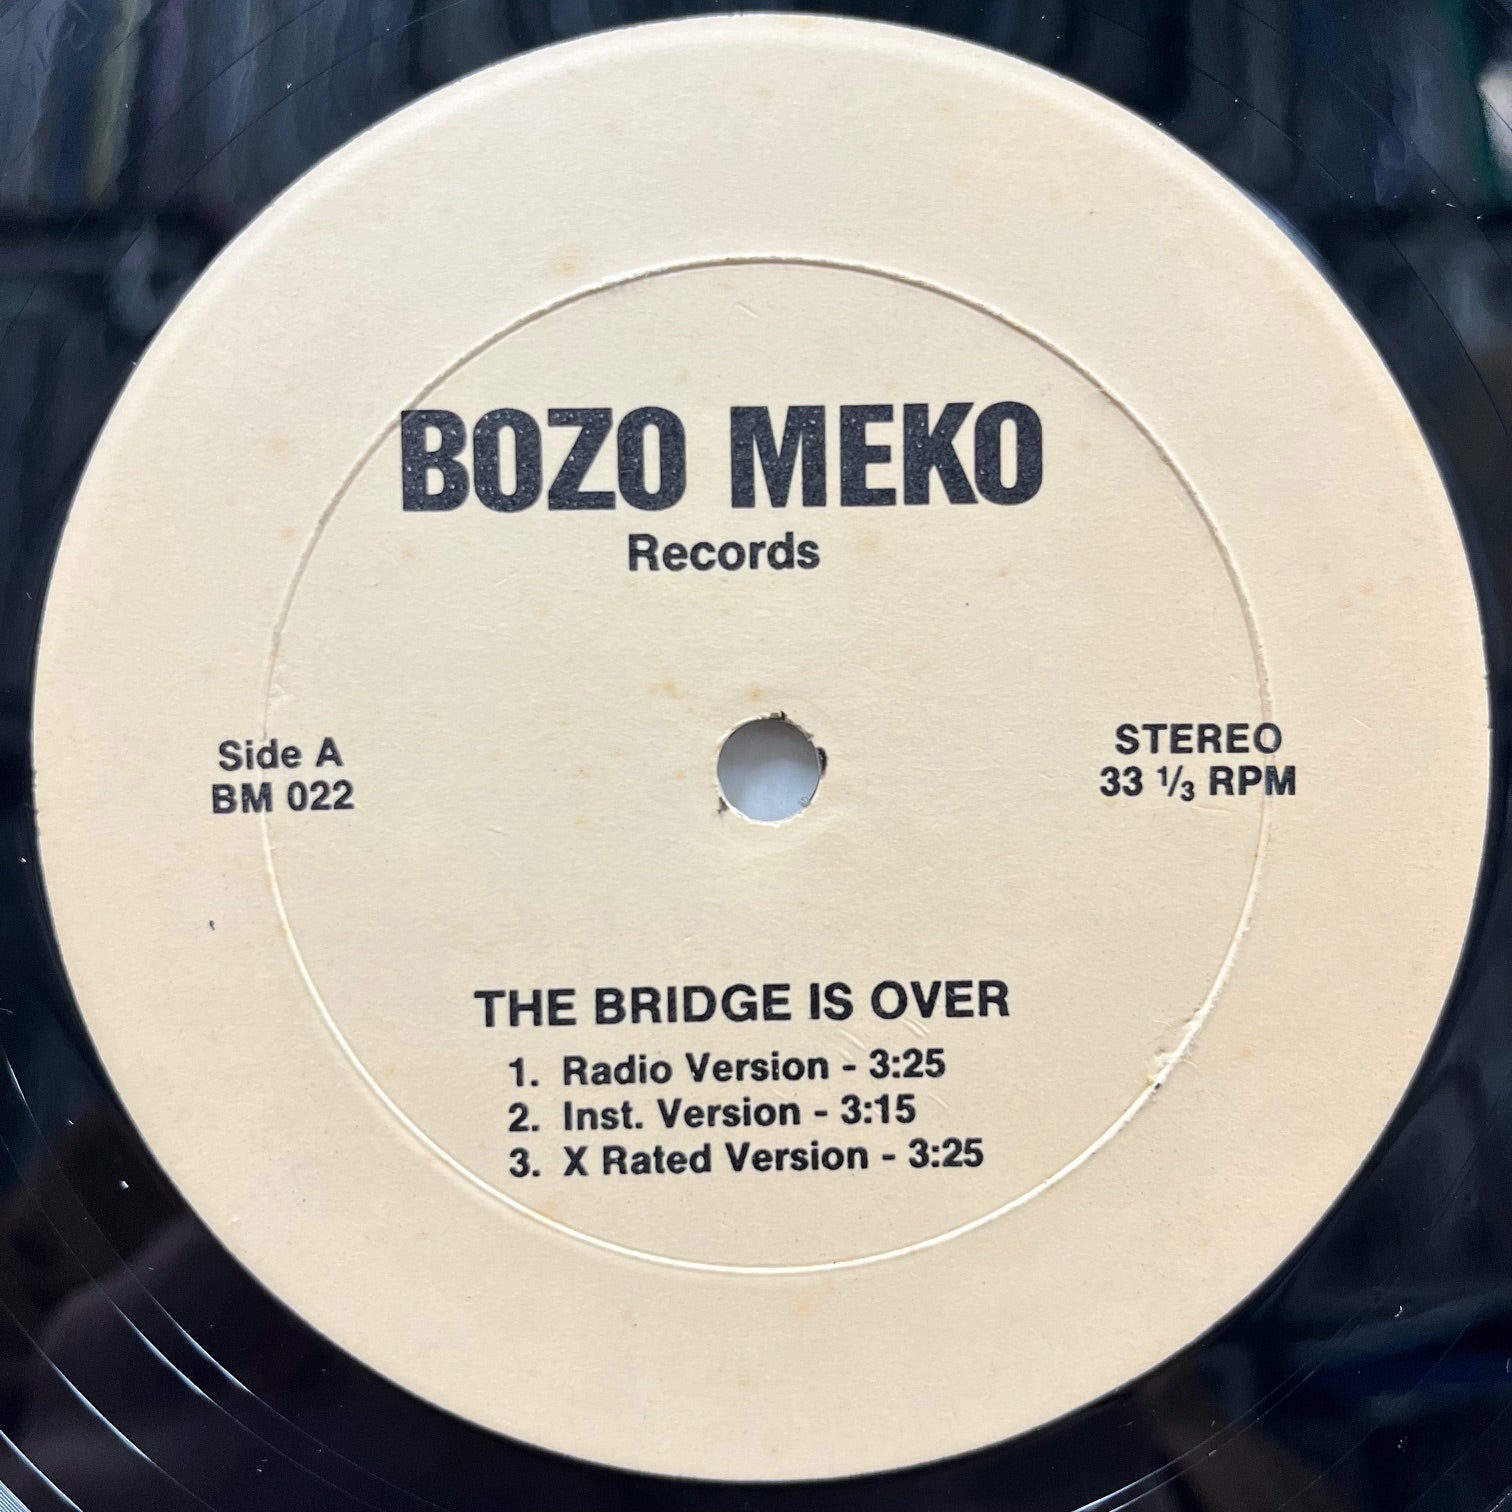 BOZO MEKO
Records
Side A
BM 022
STEREO
33 1/3 RPM
THE BRIDGE IS OVER
1. Radio Version - 3:25
2. Inst. Version - 3:15
3. X Rated Version - 3:25